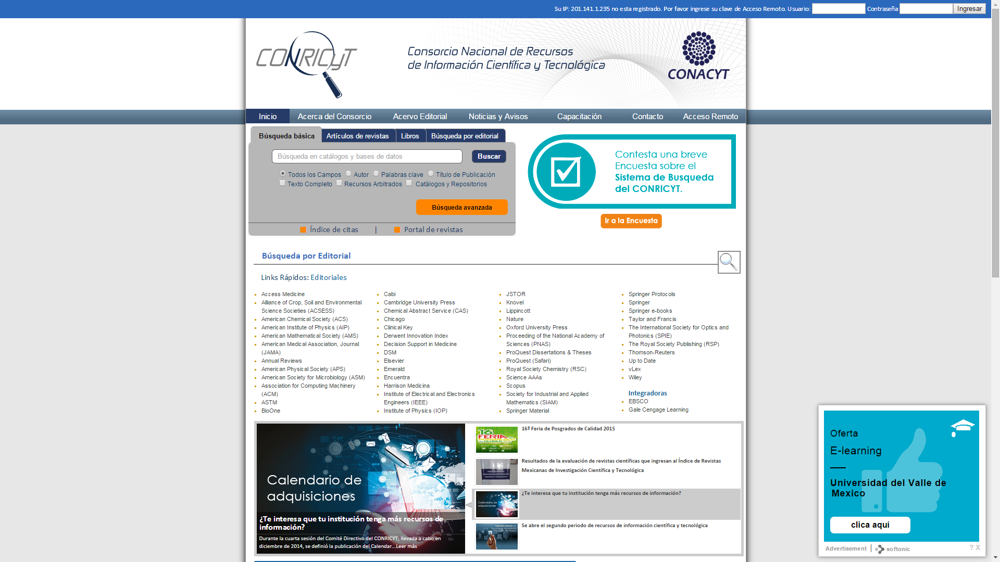 Su IP: 201.141.1.235 no esta registrado. Por favor ingrese su clave de Acceso Remoto. Usuario: Contraseña Ingresar
CONRICyT
Consorcio Nacional de Recursos
de Información Científica y Tecnológica
CONACYT
Inicio Acerca del Consorcio Acervo Editorial Noticias y Avisos Capacitación Contacto Acceso Remoto
Búsqueda básica Artículos de revistas Libros Búsqueda por editorial
Búsqueda en catálogos y bases de datos Buscar
Todos los Campos Autor Palabras clave Título de Publicación
Texto Completo Recursos Arbitrados Catálogos y Repositorios
Búsqueda avanzada
Índice de citas | Portal de revistas
Contesta una breve
Encuesta sobre el
Sistema de Busqueda
del CONRICYT.
Ir a la Encuesta
Búsqueda por Editorial
Links Rápidos: Editoriales
Access Medicine
Alliance of Crop, Soil and Environmental
Science Societies (ACSESS)
American Chemical Society (ACS)
American Institute of Physics (AIP)
American Mathematical Society (AMS)
American Medical Association, Journal
(JAMA)
Annual Reviews
American Physical Society (APS)
American Society for Microbiology (ASM)
Association for Computing Machinery
(ACM)
ASTM
BioOne
Cabi
Cambridge University Press
Chemical Abstract Service (CAS)
Chicago
Clinical Key
Derwent Innovation Index
Decision Support in Medicine
DSM
Elsevier
Emerald
Encuentra
Harrison Medicina
Institute of Electrical and Electronics
Engineers (IEEE)
Institute of Physics (IOP)
JSTOR
Knovel
Lippincott
Nature
Oxford University Press
Proceeding of the National Academy of
Sciences (PNAS)
ProQuest Dissertations & Theses
ProQuest (Safari)
Royal Society Chemistry (RSC)
Science AAAs
Scopus
Society for Industrial and Applied
Mathematics (SIAM)
Springer Material
Springer Protocols
Springer
Springer e-books
Taylor and Francis
The International Society for Optics and
Photonics (SPIE)
The Royal Society Publishing (RSP)
Thomson-Reuters
Up to Date
vLex
Wiley
Integradoras
EBSCO
Gale Cengage Learning
Calendario de
adquisiciones
¿Te interesa que tu institución tenga más recursos de
información?
Durante la cuarta sesión del Comité Directivo del CONRICYT, llevada a cabo en
diciembre de 2014, se definió la publicación del Calendar...Leer más
16 FERIA
16ª Feria de Posgrados de Calidad 2015
Resultados de la evaluación de revistas científicas que ingresan al Índice de Revistas
Mexicanas de Investigación Científica y Tecnológica
Calendario de
adquisiciones
¿Te interesa que tu institución tenga más recursos de información?
Segundo periodo
Se abre el segundo periodo de recursos de información científica y tecnológica
Oferta
E-learning
Universidad del Valle de
Mexico
clica aquí
Advertisement | softonic ? X